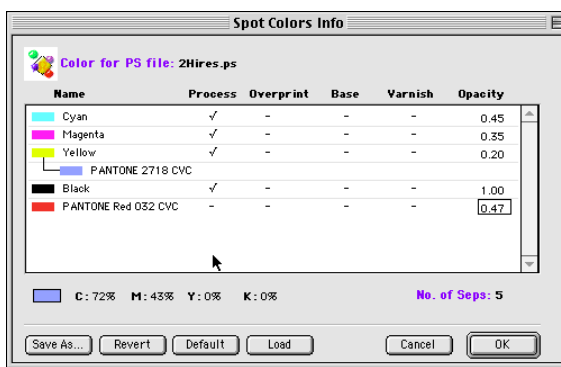 Spot Colors Info
Color for PS file: 2Hires.ps
Name Process Overprint Base Varnish Opacity
Cyan √ - - - 0.45
Magenta √ - - - 0.35
Yellow √ - - - 0.20
PANTONE 2718 CVC
Black √ - - - 1.00
PANTONE Red 032 CVC - - - - 0.47
C: 72% M: 43% Y: 0% K: 0% No. of Seps: 5
Save As... Revert Default Load Cancel OK